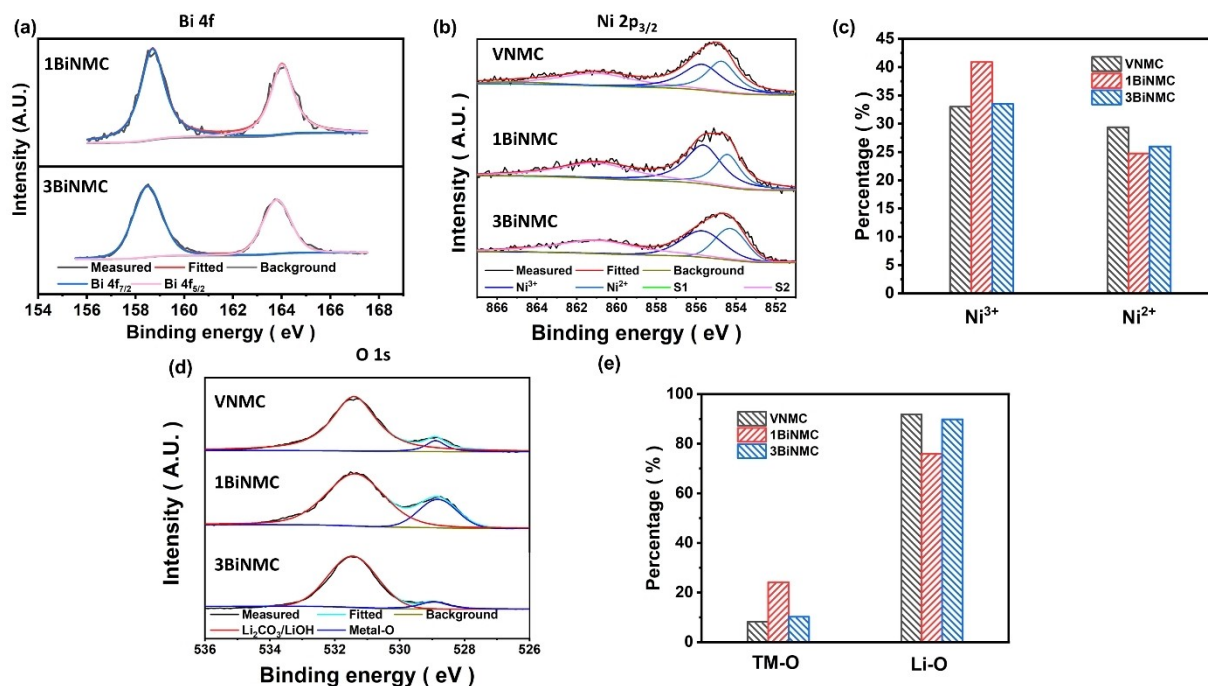 (a)
Bi 4f
1BiNMC
3BiNMC
Intensity (A.U.)
Measured Fitted Background
Bi 4f₇/₂ Bi 4f₅/₂
154 156 158 160 162 164 166 168
Binding energy ( eV )
(b)
Ni 2p₃/₂
VNMC
1BiNMC
3BiNMC
Intensity ( A.U. )
Measured Fitted Background
Ni³⁺ Ni²⁺ S1 S2
866 864 862 860 858 856 854 852
Binding energy ( eV )
(c)
45
40
35
30
25
20
15
10
5
0
Percentage ( % )
VNMC
1BiNMC
3BiNMC
Ni³⁺ Ni²⁺
(d)
O 1s
VNMC
1BiNMC
3BiNMC
Intensity ( A.U. )
Measured Fitted Background
Li₂CO₃/LiOH Metal-O
536 534 532 530 528 526
Binding energy ( eV )
(e)
100
80
60
40
20
0
Percentage ( % )
VNMC
1BiNMC
3BiNMC
TM-O Li-O